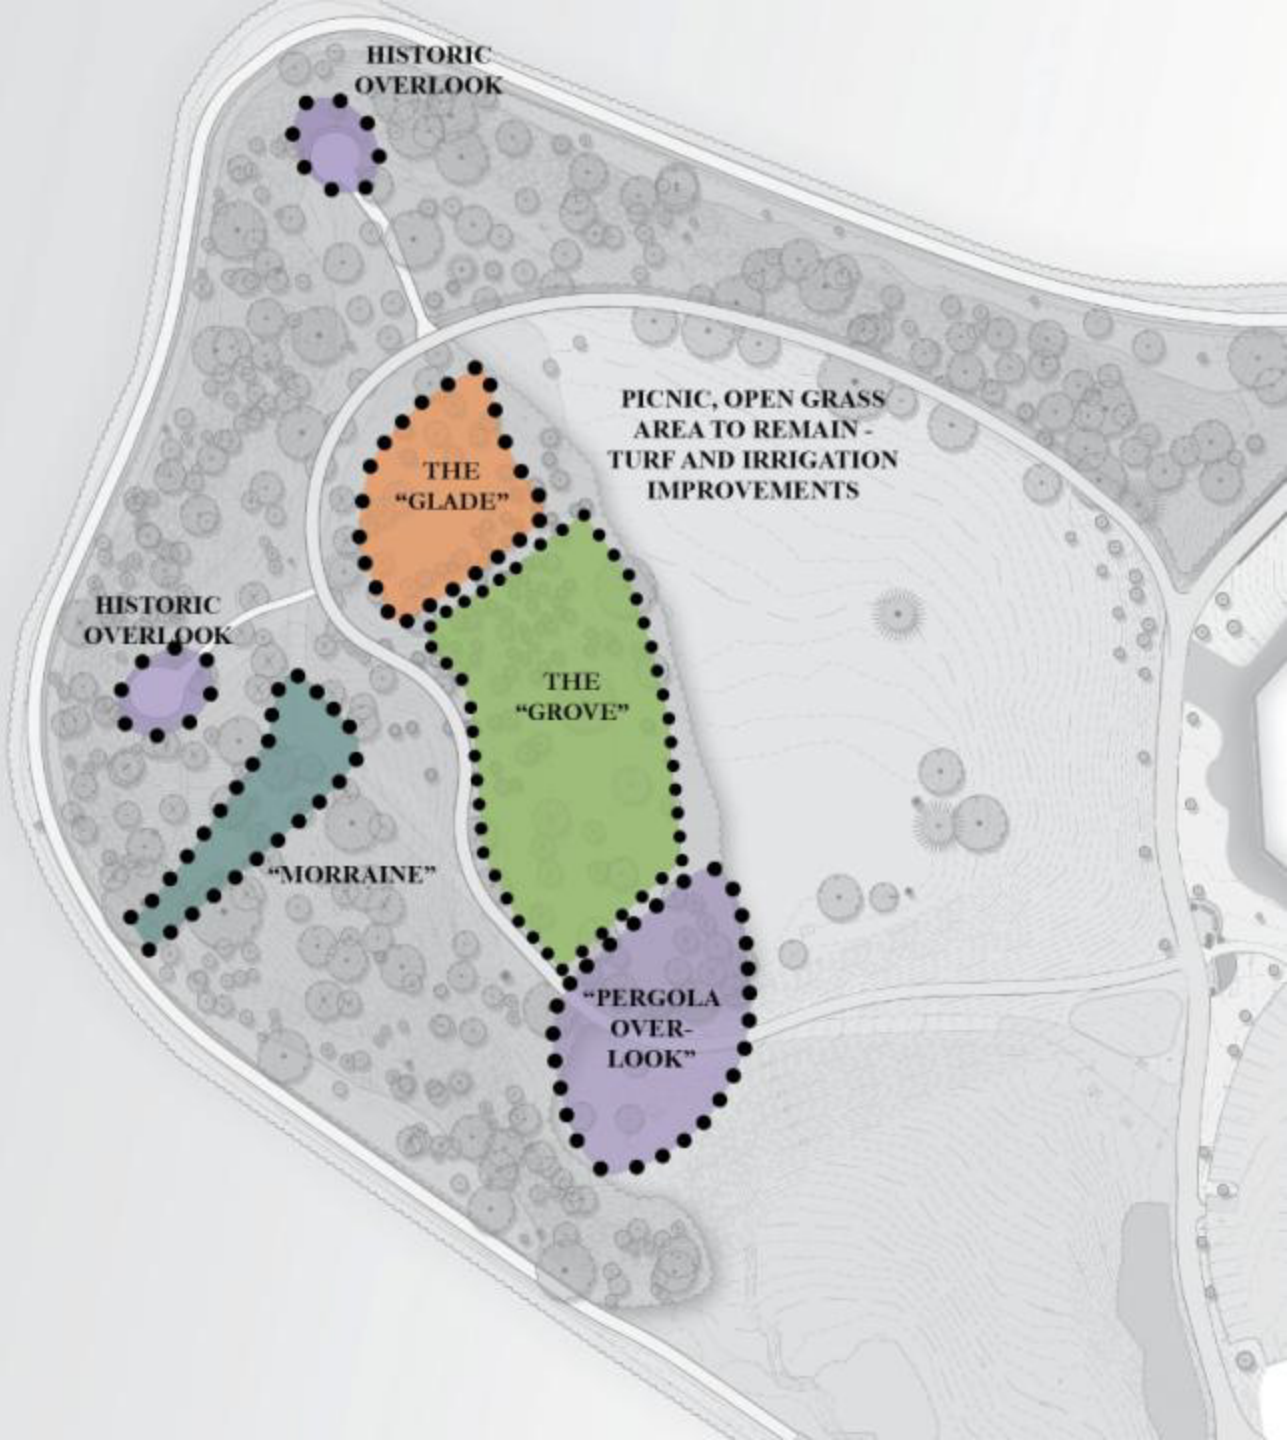 HISTORIC
OVERLOOK
PICNIC, OPEN GRASS
AREA TO REMAIN -
TURF AND IRRIGATION
IMPROVEMENTS
THE
“GLADE”
HISTORIC
OVERLOOK
THE
“GROVE”
“MORRAINE”
“PERGOLA
OVER-
LOOK”